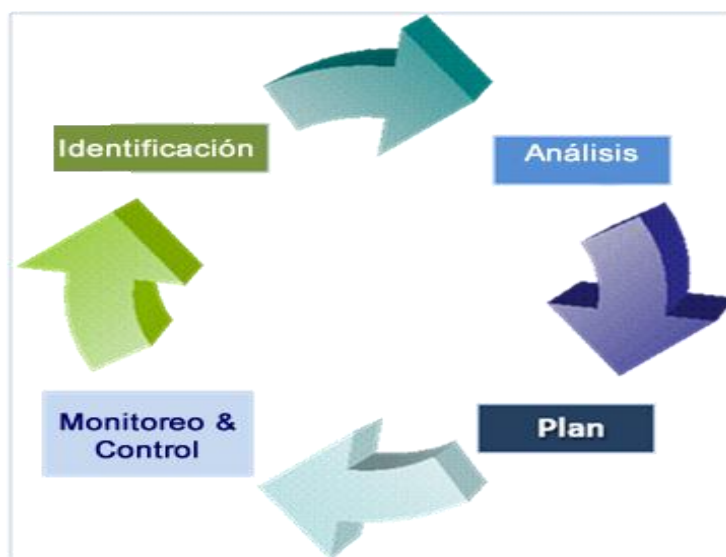 Identificación
Análisis
Plan
Monitoreo &
Control